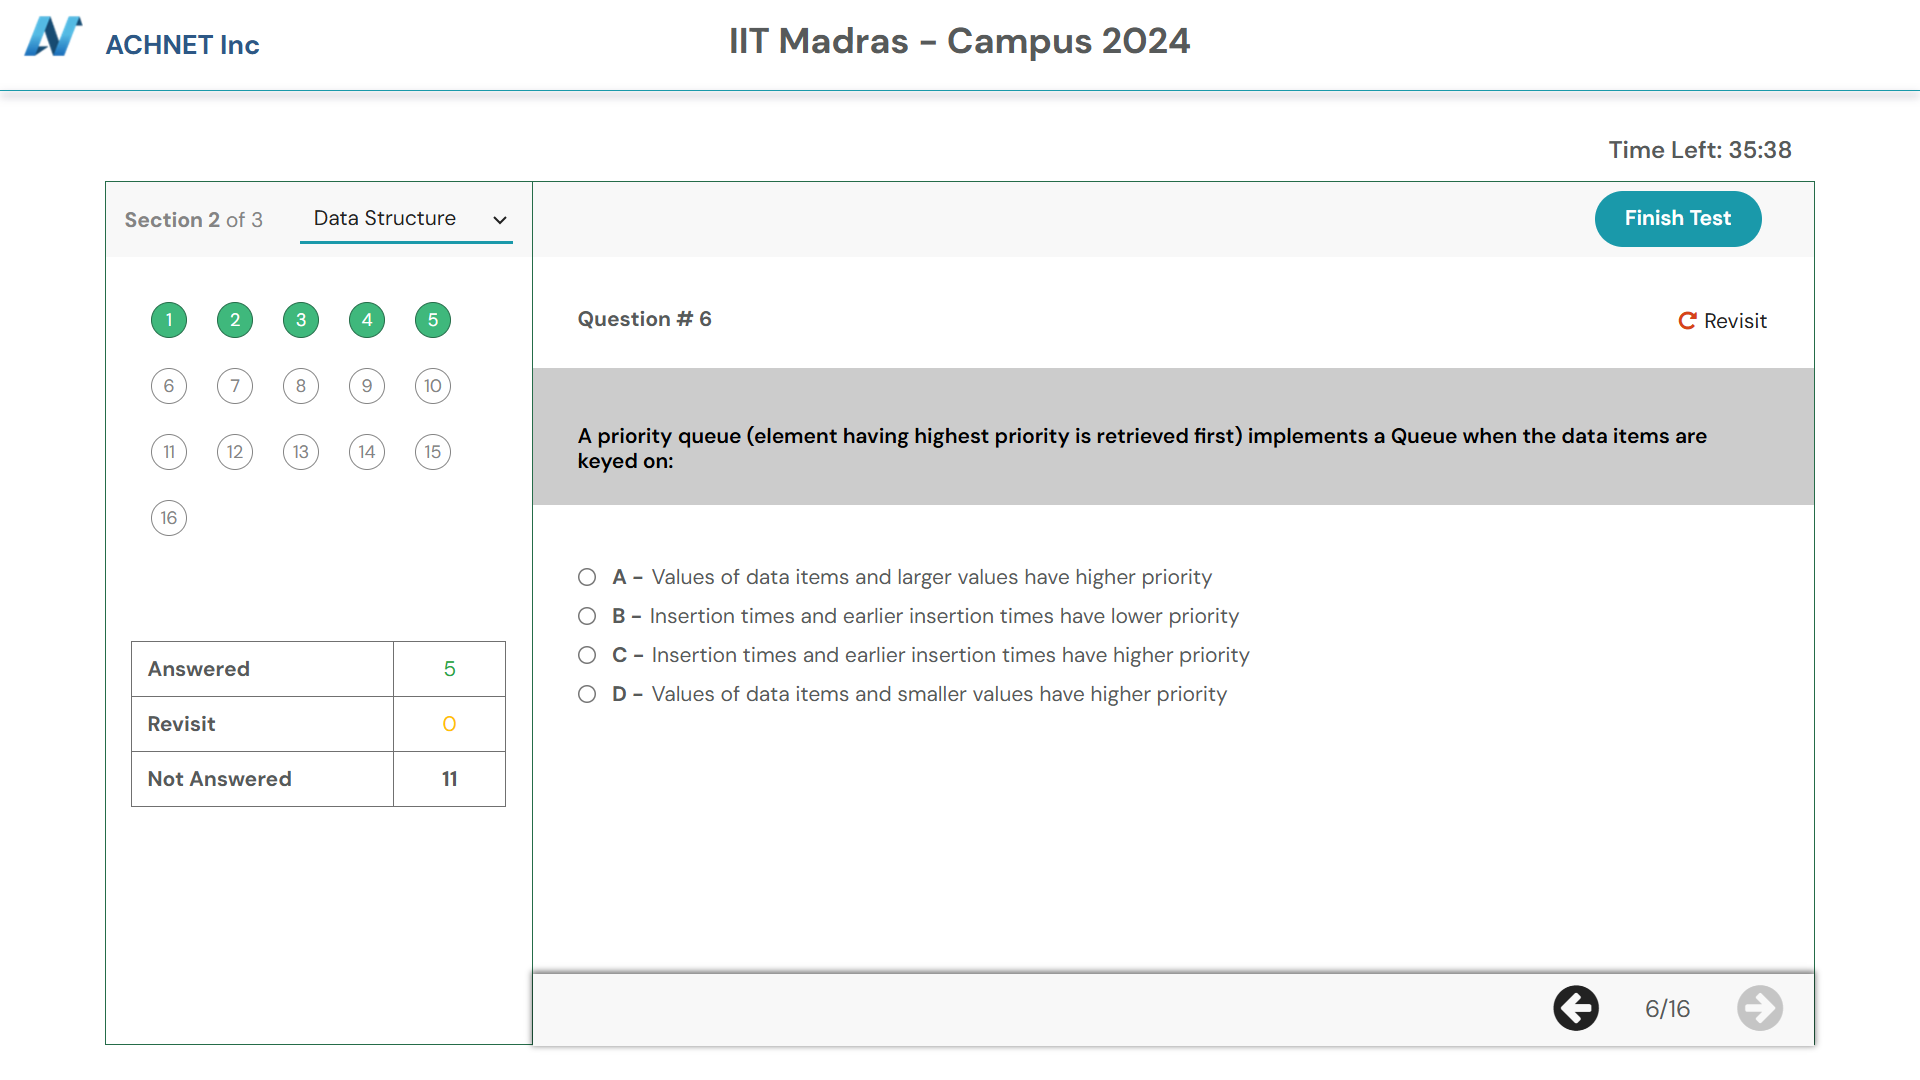 ACHNET Inc
IIT Madras - Campus 2024
Time Left: 35:38
Section 2 of 3
Data Structure
Finish Test
1 2 3 4 5
6 7 8 9 10
11 12 13 14 15
16
Answered 5
Revisit 0
Not Answered 11
Question # 6
Revisit
A priority queue (element having highest priority is retrieved first) implements a Queue when the data items are
keyed on:
A - Values of data items and larger values have higher priority
B - Insertion times and earlier insertion times have lower priority
C - Insertion times and earlier insertion times have higher priority
D - Values of data items and smaller values have higher priority
6/16